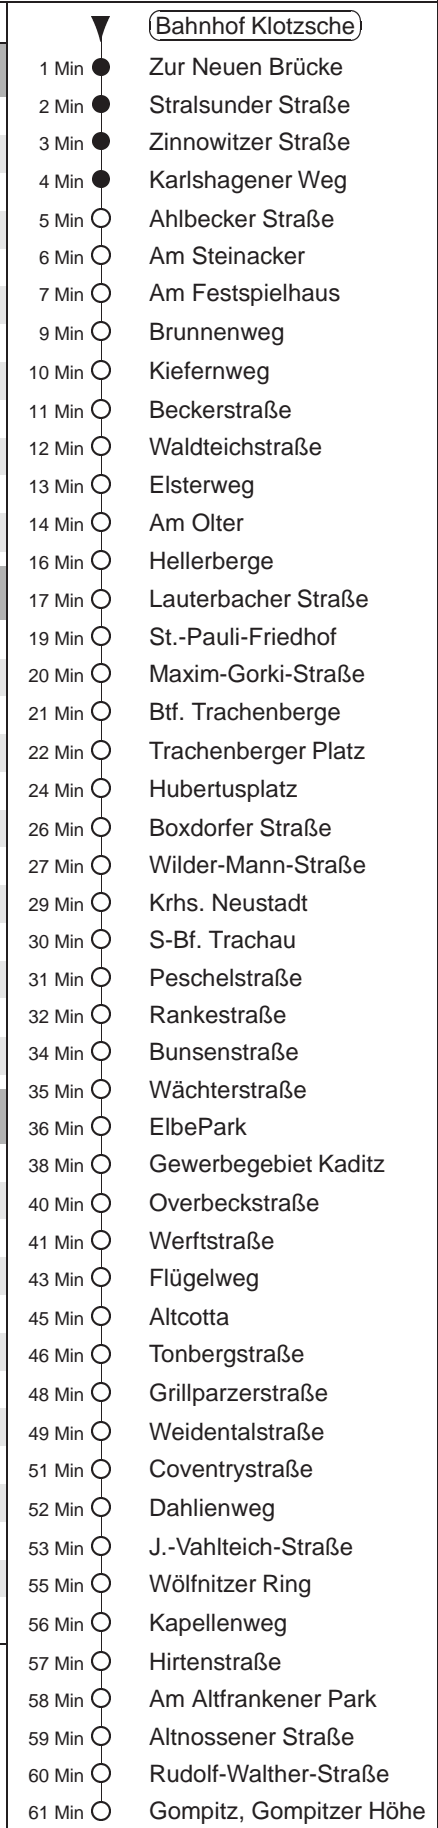 Bahnhof Klotzsche
1 Min Zur Neuen Brücke
2 Min Stralsunder Straße
3 Min Zinnowitzer Straße
4 Min Karlshagener Weg
5 Min Ahlbecker Straße
6 Min Am Steinacker
7 Min Am Festspielhaus
9 Min Brunnenweg
10 Min Kiefernweg
11 Min Beckerstraße
12 Min Waldteichstraße
13 Min Elsterweg
14 Min Am Olter
16 Min Hellerberge
17 Min Lauterbacher Straße
19 Min St.-Pauli-Friedhof
20 Min Maxim-Gorki-Straße
21 Min Btf. Trachenberge
22 Min Trachenberger Platz
24 Min Hubertusplatz
26 Min Boxdorfer Straße
27 Min Wilder-Mann-Straße
29 Min Krhs. Neustadt
30 Min S-Bf. Trachau
31 Min Peschelstraße
32 Min Rankestraße
34 Min Bunsenstraße
35 Min Wächterstraße
36 Min ElbePark
38 Min Gewerbegebiet Kaditz
40 Min Overbeckstraße
41 Min Werftstraße
43 Min Flügelweg
45 Min Altcotta
46 Min Tonbergstraße
48 Min Grillparzerstraße
49 Min Weidentalstraße
51 Min Coventrystraße
52 Min Dahlienweg
53 Min J.-Vahlteich-Straße
55 Min Wölfnitzer Ring
56 Min Kapellenweg
57 Min Hirtenstraße
58 Min Am Altfrankener Park
59 Min Altnossener Straße
60 Min Rudolf-Walther-Straße
61 Min Gompitz, Gompitzer Höhe